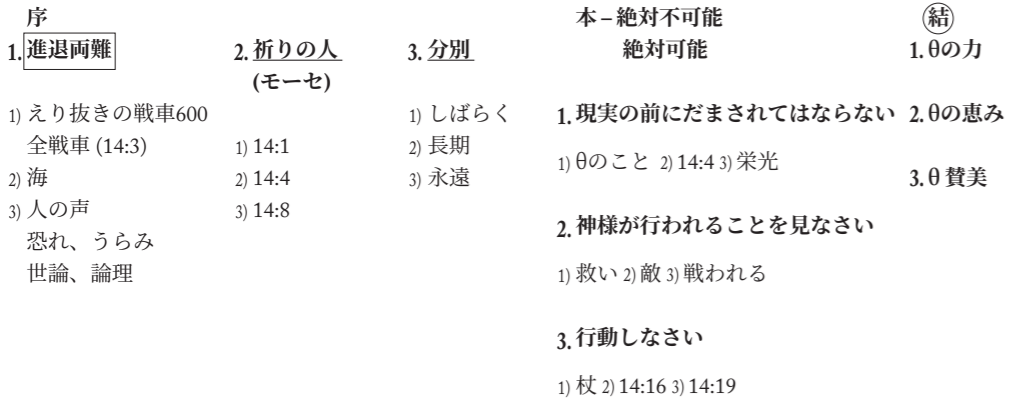 序
1. 進退両難
1) えり抜きの戦車600
全戦車 (14:3)
2) 海
3) 人の声
恐れ、うらみ
世論、論理
2. 祈りの人
(モーセ)
1) 14:1
2) 14:4
3) 14:8
3. 分別
1) しばらく
2) 長期
3) 永遠
本 – 絶対不可能
絶対可能
1. 現実の前にだまされてはならない
1) θのこと 2) 14:4 3) 栄光
2. 神様が行われることを見なさい
1) 救い 2) 敵 3) 戦われる
3. 行動しなさい
1) 杖 2) 14:16 3) 14:19
結
1. θの力
2. θの恵み
3. θ 賛美